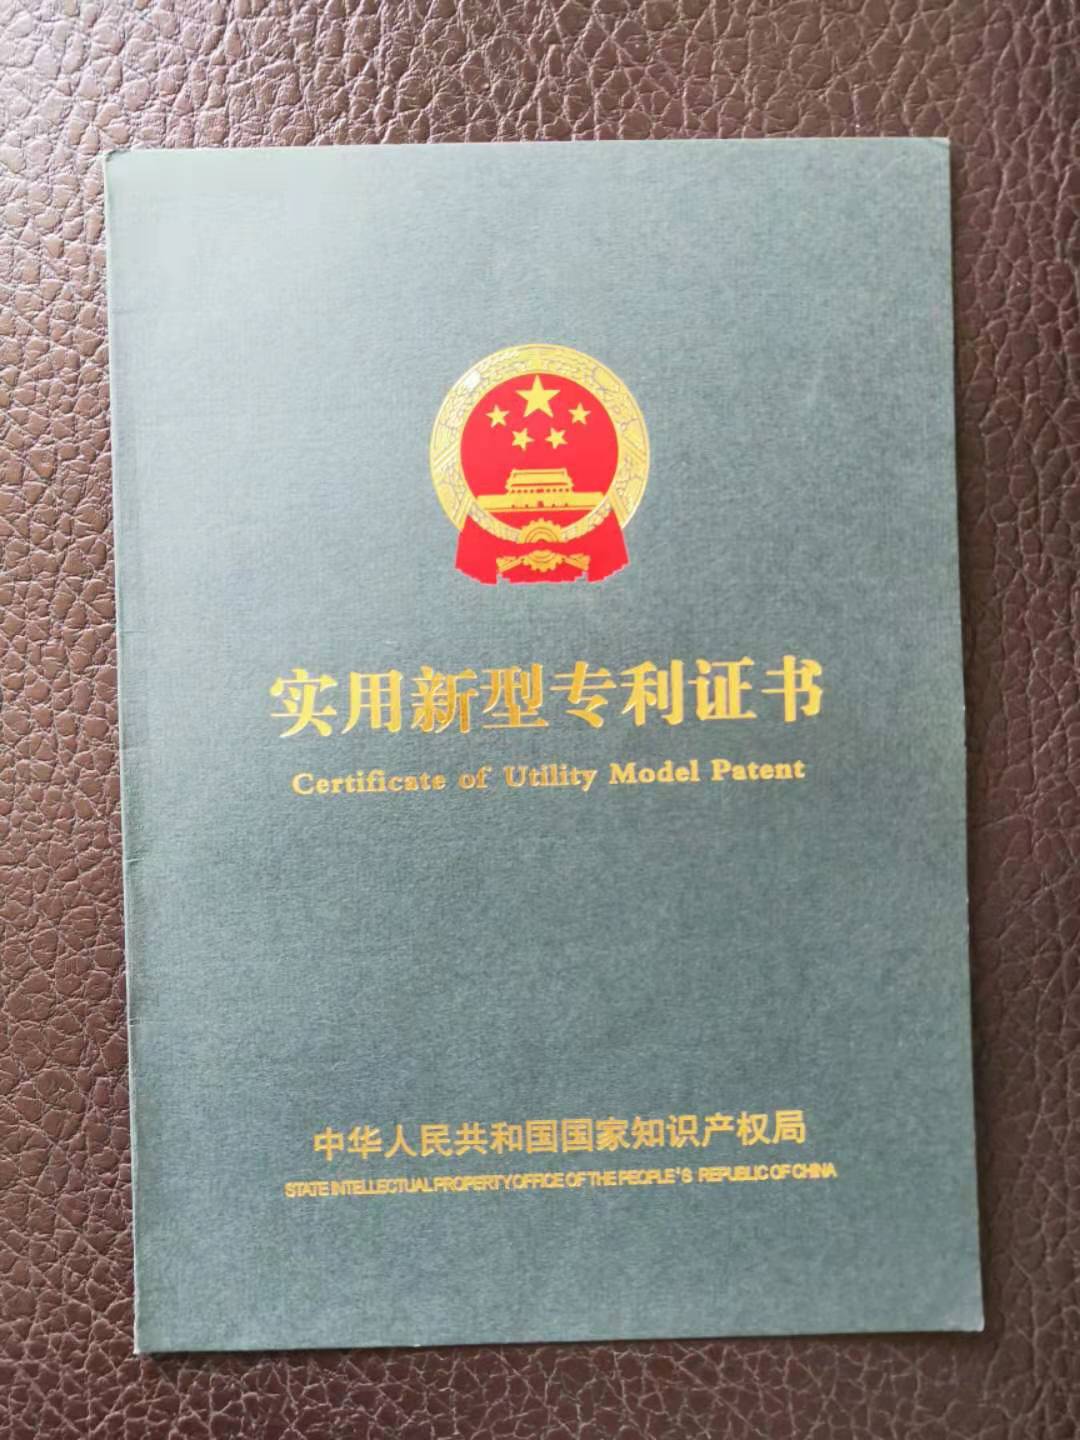 实用新型专利证书
Certificate of Utility Model Patent
中华人民共和国国家知识产权局
STATE INTELLECTUAL PROPERTY OFFICE OF THE PEOPLE'S REPUBLIC OF CHINA